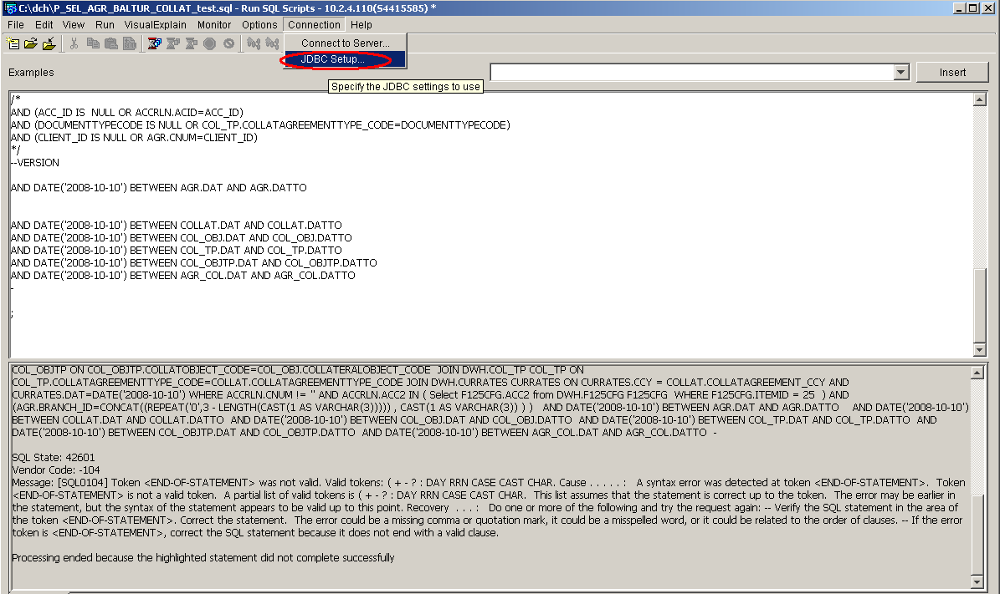 C:\dch\P_SEL_AGR_BALTUR_COLLAT_test.sql - Run SQL Scripts - 10.2.4.110(S4415585) *
File Edit View Run VisualExplain Monitor Options Connection Help
Connect to Server...
JDBC Setup...
Examples
Insert
Specify the JDBC settings to use
/*
AND (ACC_ID IS  NULL OR ACCRLN.ACID=ACC_ID)
AND (DOCUMENTTYPECODE IS NULL OR COL_TP.COLLATAGREEMENTTYPE_CODE=DOCUMENTTYPECODE)
AND (CLIENT_ID IS NULL OR AGR.CNUM=CLIENT_ID)
*/
--VERSION
AND DATE('2008-10-10') BETWEEN AGR.DAT AND AGR.DATTO
AND DATE('2008-10-10') BETWEEN COLLAT.DAT AND COLLAT.DATTO
AND DATE('2008-10-10') BETWEEN COL_OBJ.DAT AND COL_OBJ.DATTO
AND DATE('2008-10-10') BETWEEN COL_TP.DAT AND COL_TP.DATTO
AND DATE('2008-10-10') BETWEEN COL_OBJTP.DAT AND COL_OBJTP.DATTO
AND DATE('2008-10-10') BETWEEN AGR_COL.DAT AND AGR_COL.DATTO
-
;
COL_OBJTP ON COL_OBJTP.COLLATOBJECT_CODE=COL_OBJ.COLLATERALOBJECT_CODE  JOIN DWH.COL_TP COL_TP ON
COL_TP.COLLATAGREEMENTTYPE_CODE=COLLAT.COLLATAGREEMENTTYPE_CODE JOIN DWH.CURRATES CURRATES ON CURRATES.CCY = COLLAT.COLLATAGREEMENT_CCY AND
CURRATES.DAT=DATE('2008-10-10') WHERE ACCRLN.CNUM != '' AND ACCRLN.ACC2 IN ( Select F125CFG.ACC2 from DWH.F125CFG F125CFG  WHERE F125CFG.ITEMID = 25  ) AND
(AGR.BRANCH_ID=CONCAT((REPEAT('0',3 - LENGTH(CAST(1 AS VARCHAR(3))))) , CAST(1 AS VARCHAR(3)) ) )   AND DATE('2008-10-10') BETWEEN AGR.DAT AND AGR.DATTO    AND DATE('2008-10-10')
BETWEEN COLLAT.DAT AND COLLAT.DATTO  AND DATE('2008-10-10') BETWEEN COL_OBJ.DAT AND COL_OBJ.DATTO  AND DATE('2008-10-10') BETWEEN COL_TP.DAT AND COL_TP.DATTO  AND
DATE('2008-10-10') BETWEEN COL_OBJTP.DAT AND COL_OBJTP.DATTO  AND DATE('2008-10-10') BETWEEN AGR_COL.DAT AND AGR_COL.DATTO  -
SQL State: 42601
Vendor Code: -104
Message: [SQL0104] Token <END-OF-STATEMENT> was not valid. Valid tokens: ( + - ? : DAY RRN CASE CAST CHAR. Cause . . . . . :   A syntax error was detected at token <END-OF-STATEMENT>.  Token
<END-OF-STATEMENT> is not a valid token.  A partial list of valid tokens is ( + - ? : DAY RRN CASE CAST CHAR.  This list assumes that the statement is correct up to the token.  The error may be earlier in
the statement, but the syntax of the statement appears to be valid up to this point. Recovery  . . . :   Do one or more of the following and try the request again: -- Verify the SQL statement in the area of
the token <END-OF-STATEMENT>. Correct the statement.  The error could be a missing comma or quotation mark, it could be a misspelled word, or it could be related to the order of clauses. -- If the error
token is <END-OF-STATEMENT>, correct the SQL statement because it does not end with a valid clause.
Processing ended because the highlighted statement did not complete successfully